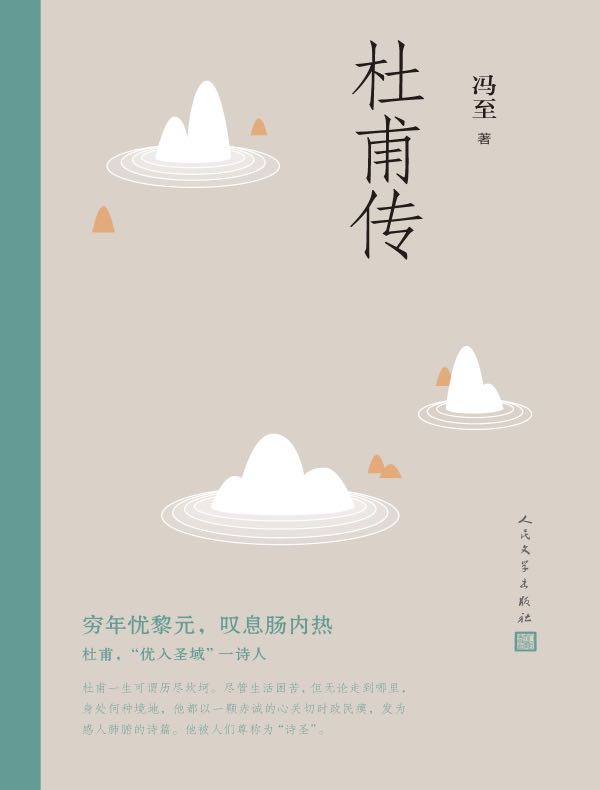 杜甫传
冯至
著
人民文学出版社
穷年忧黎元，叹息肠内热
杜甫，“优入圣域”一诗人
杜甫一生可谓历尽坎坷。尽管生活困苦，但无论走到哪里，
身处何种境地，他都以一颗赤诚的心关切时政民瘼，发为
感人肺腑的诗篇。他被人们尊称为“诗圣”。